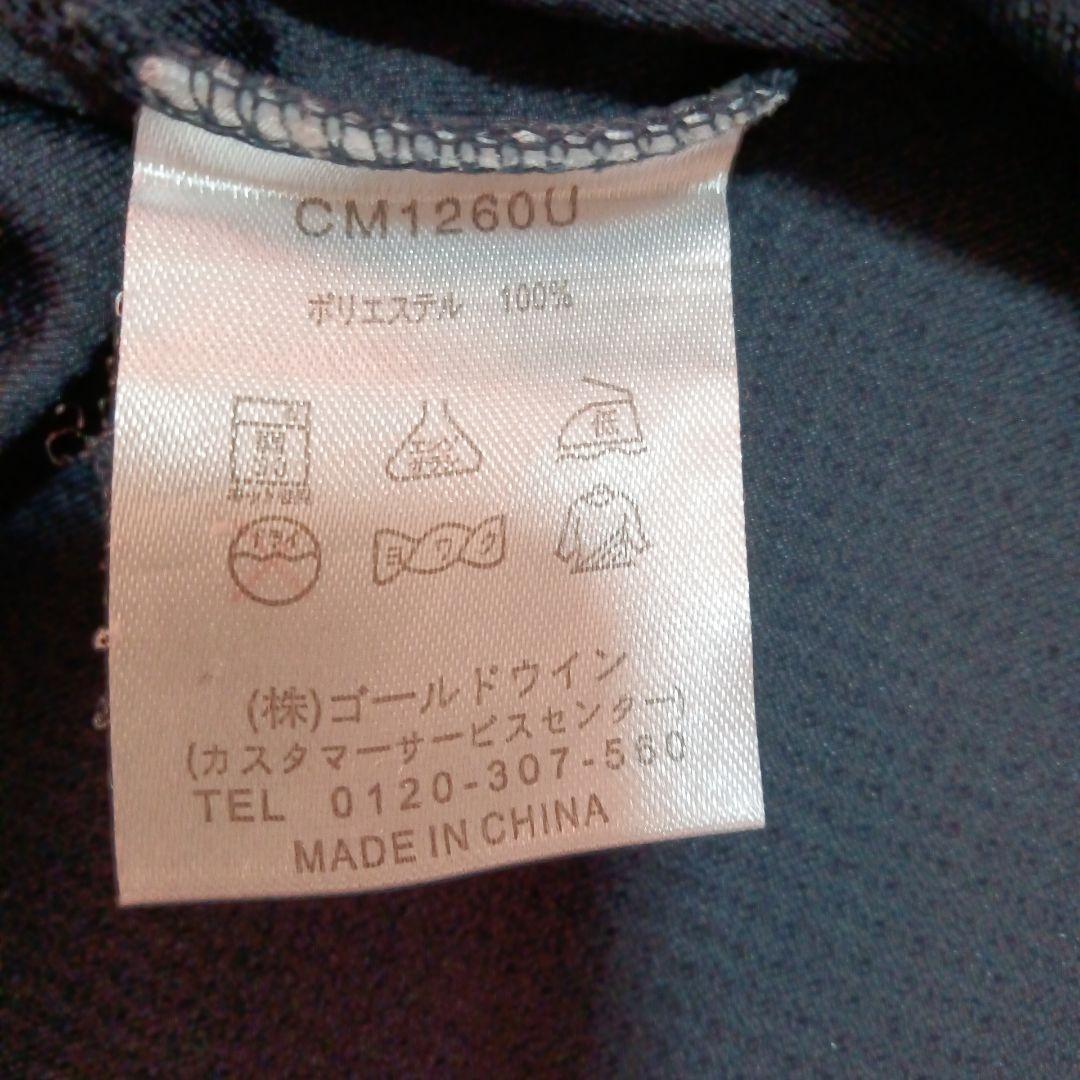 CM1260U
ポリエステル 100%
低
(株)ゴールドウイン
(カスタマーサービスセンター)
TEL 0120-307-560
MADE IN CHINA